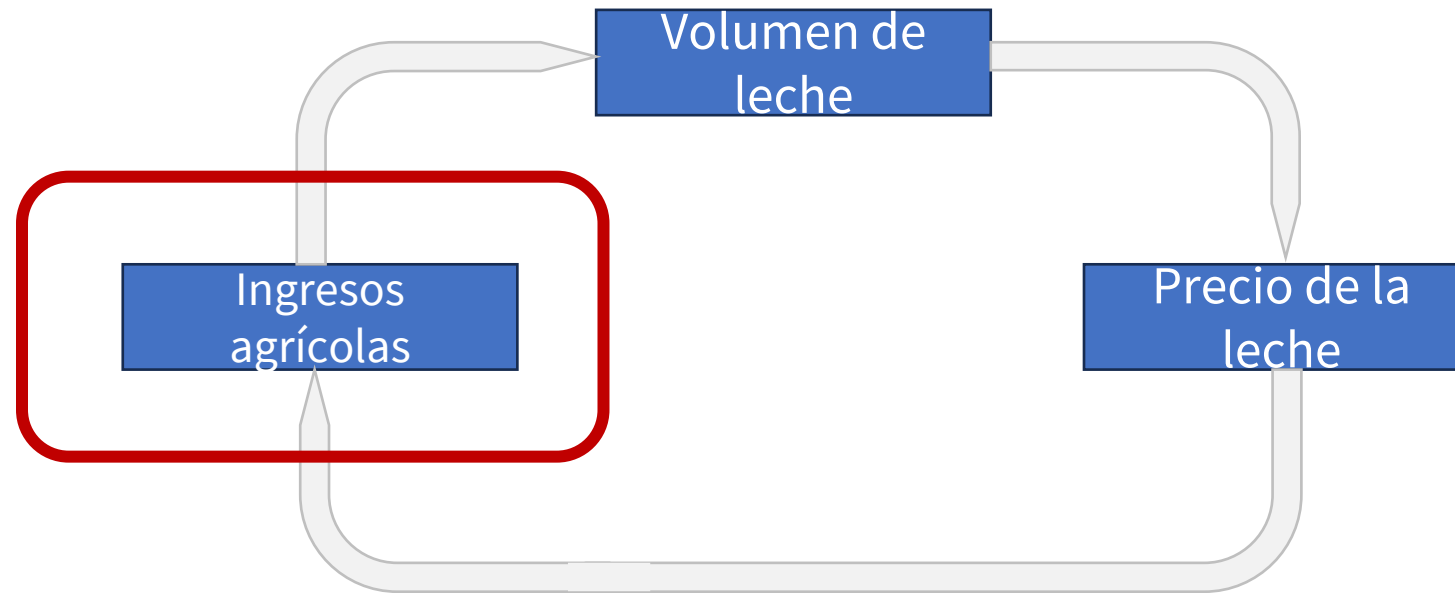 Volumen de
leche
Ingresos
agrícolas
Precio de la
leche